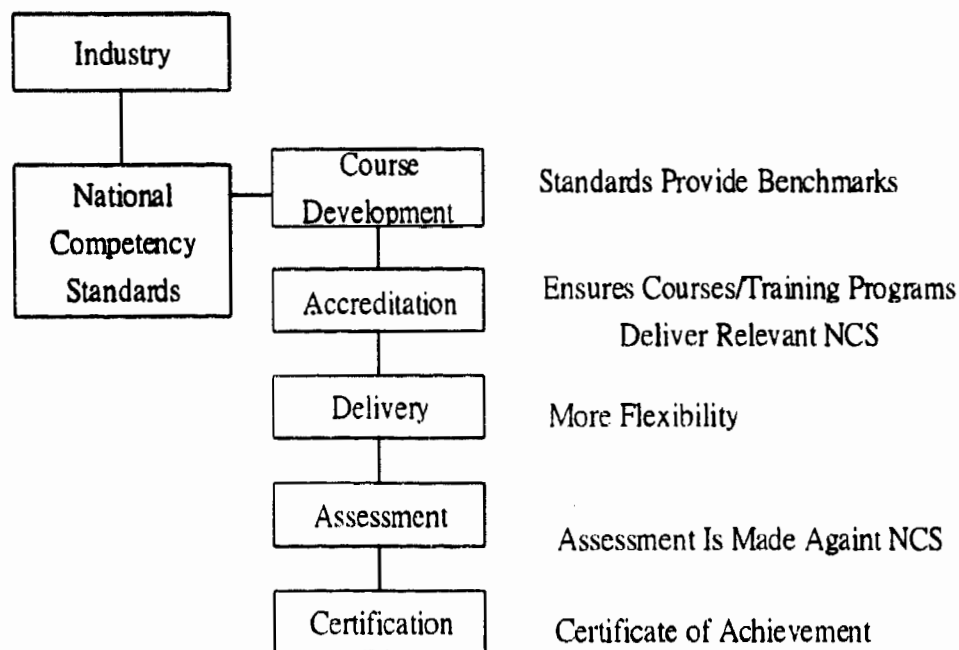 Industry
National
Competency
Standards
Course
Development
Standards Provide Benchmarks
Accreditation
Ensures Courses/Training Programs
Deliver Relevant NCS
Delivery
More Flexibility
Assessment
Assessment Is Made Againt NCS
Certification
Certificate of Achievement